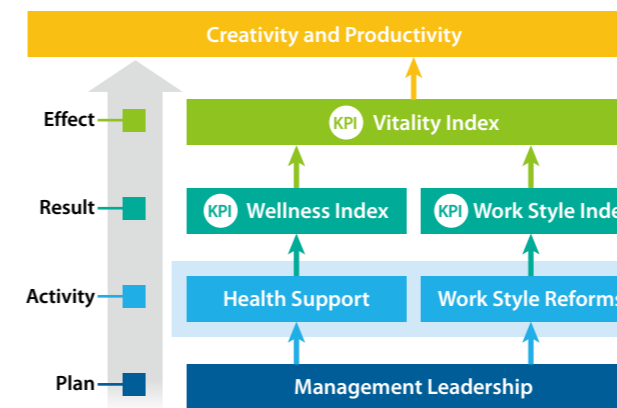 Creativity and Productivity
Effect
KPI Vitality Index
Result
KPI Wellness Index
KPI Work Style Inde
Activity
Health Support
Work Style Reforms
Plan
Management Leadership